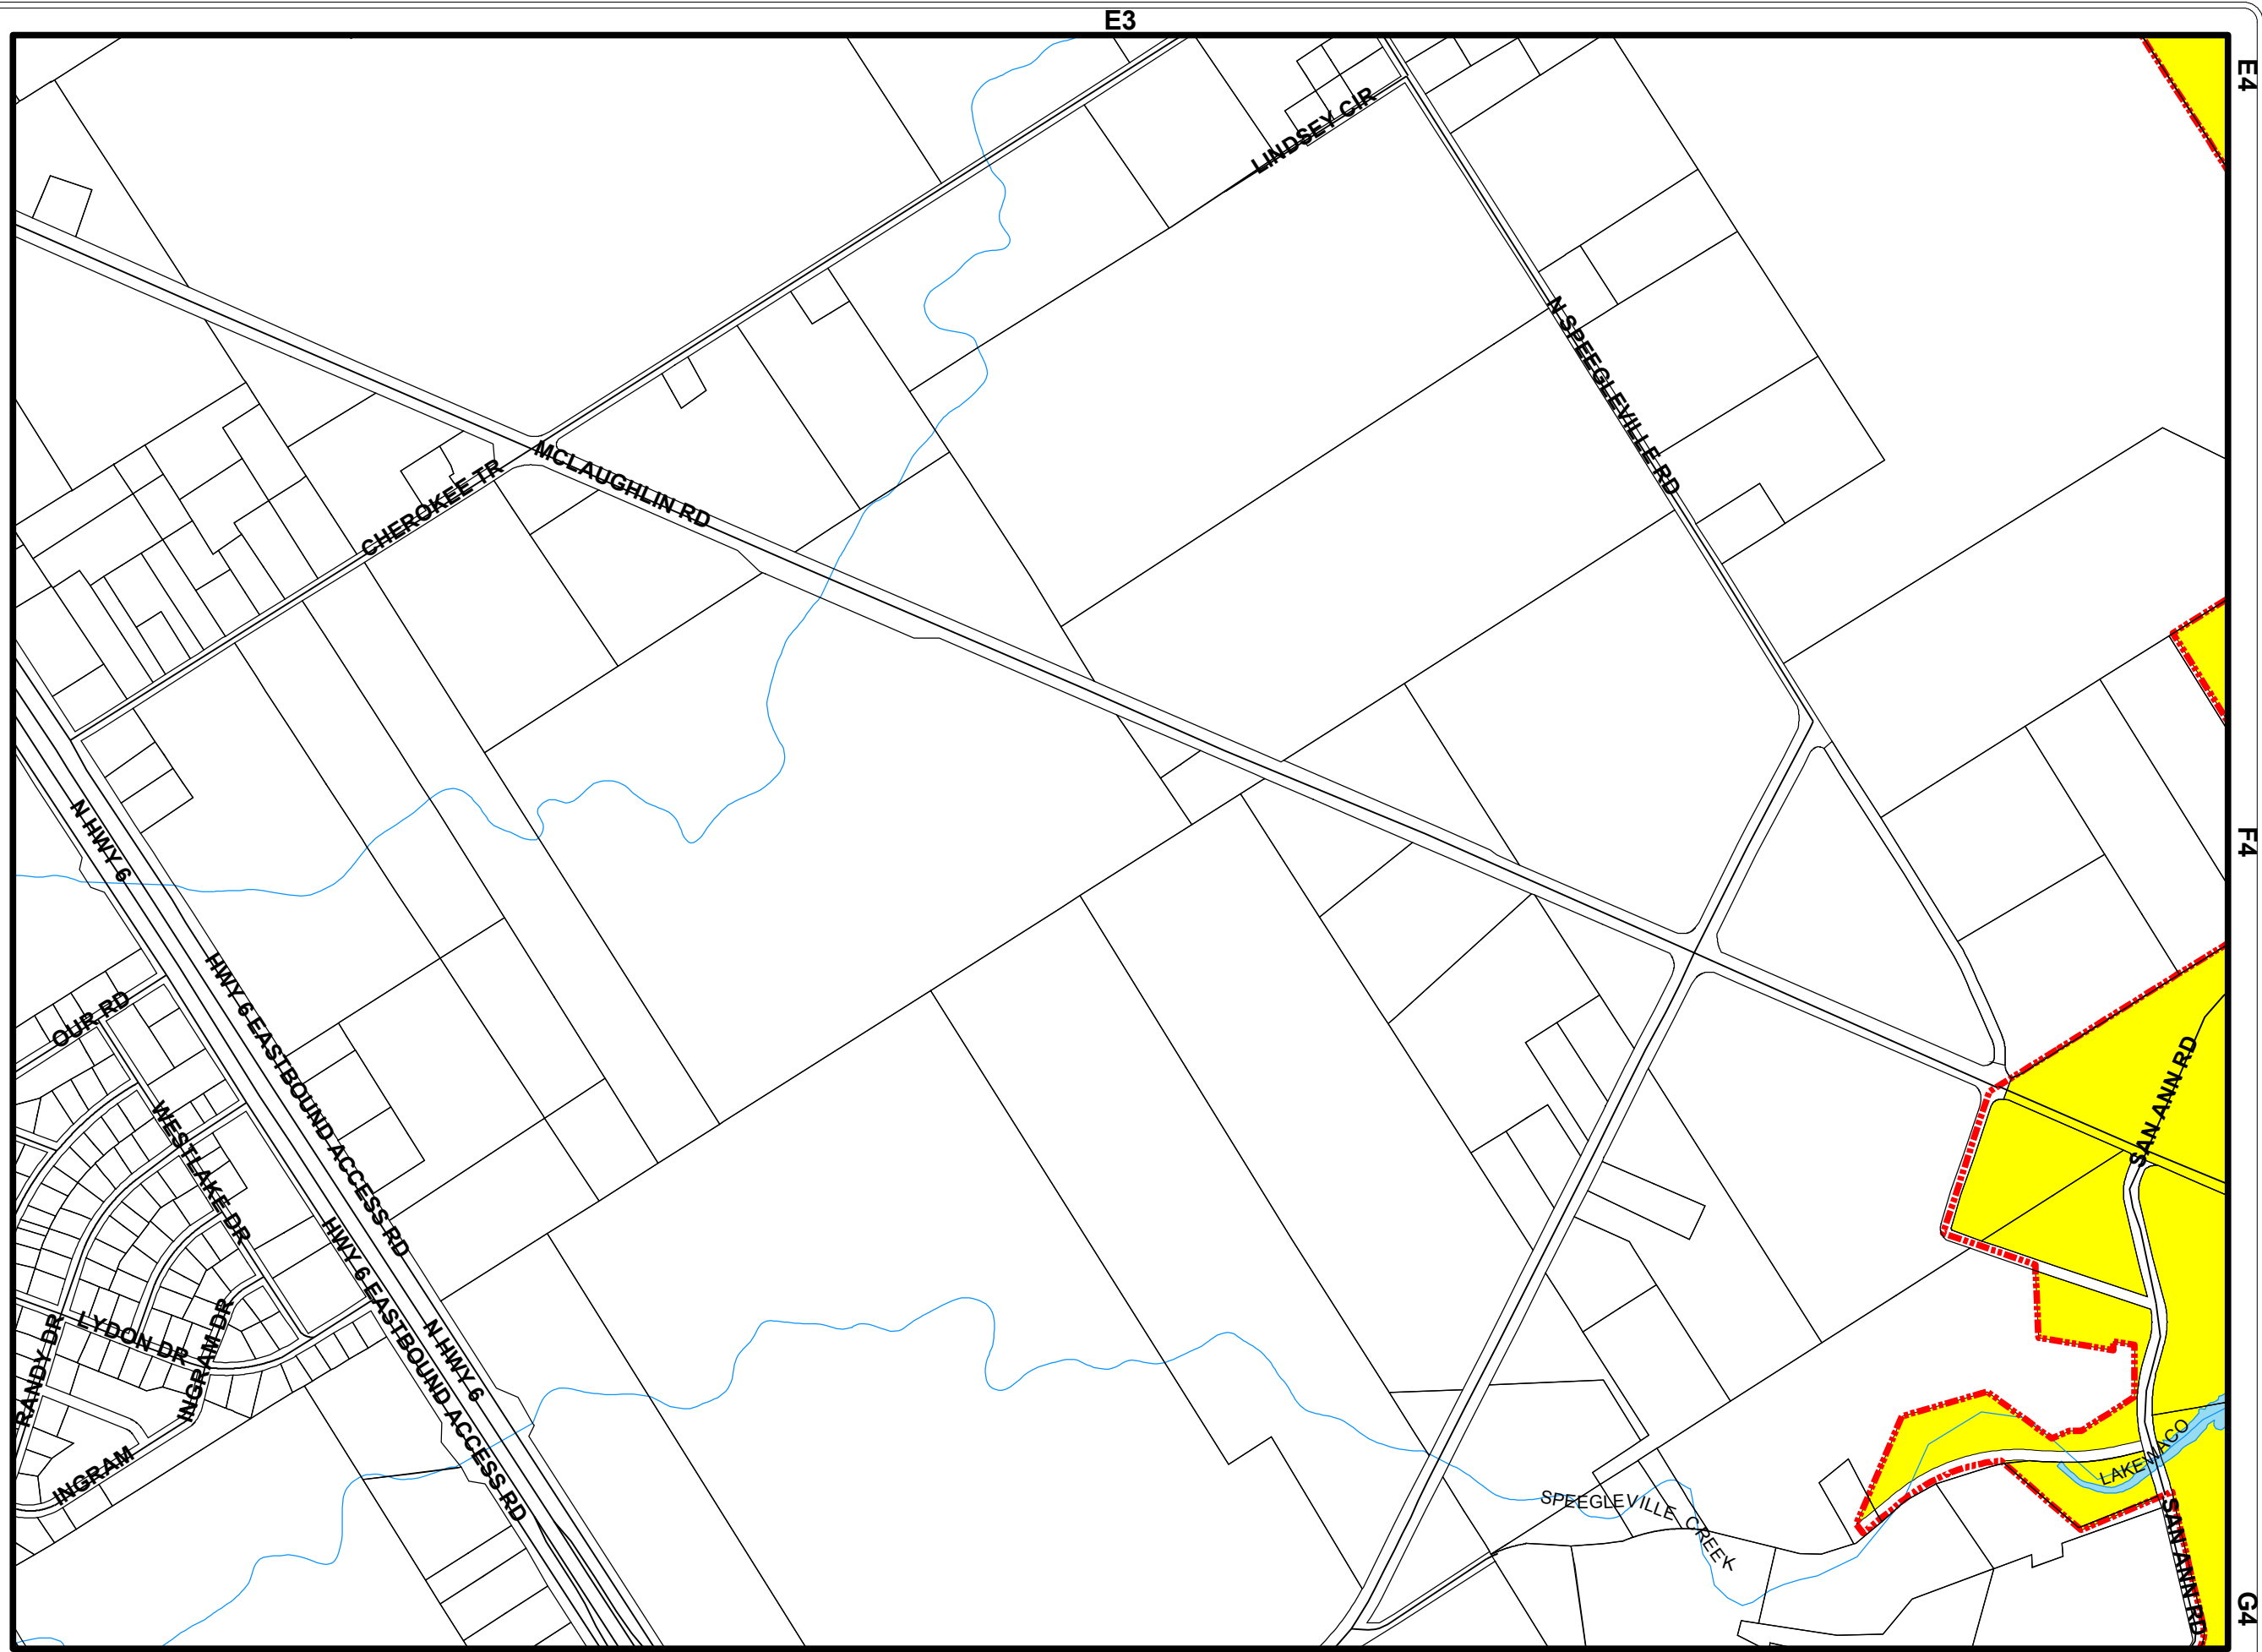 E3
E4
LINDSEY CIR
N SPEEGLEVILLE RD
MCLAUGHLIN RD
CHEROKEE TR
N HWY 6
F4
HWY 6 EASTBOUND ACCESS RD
OUR RD
SAN ANN RD
WESTLAKE DR
HWY 6 EASTBOUND ACCESS RD
N HWY 6
LYDON DR
INGRAM DR
RANDY DR
INGRAM
LAKE WACO
SPEEGLEVILLE CREEK
SAN ANN RD
G4